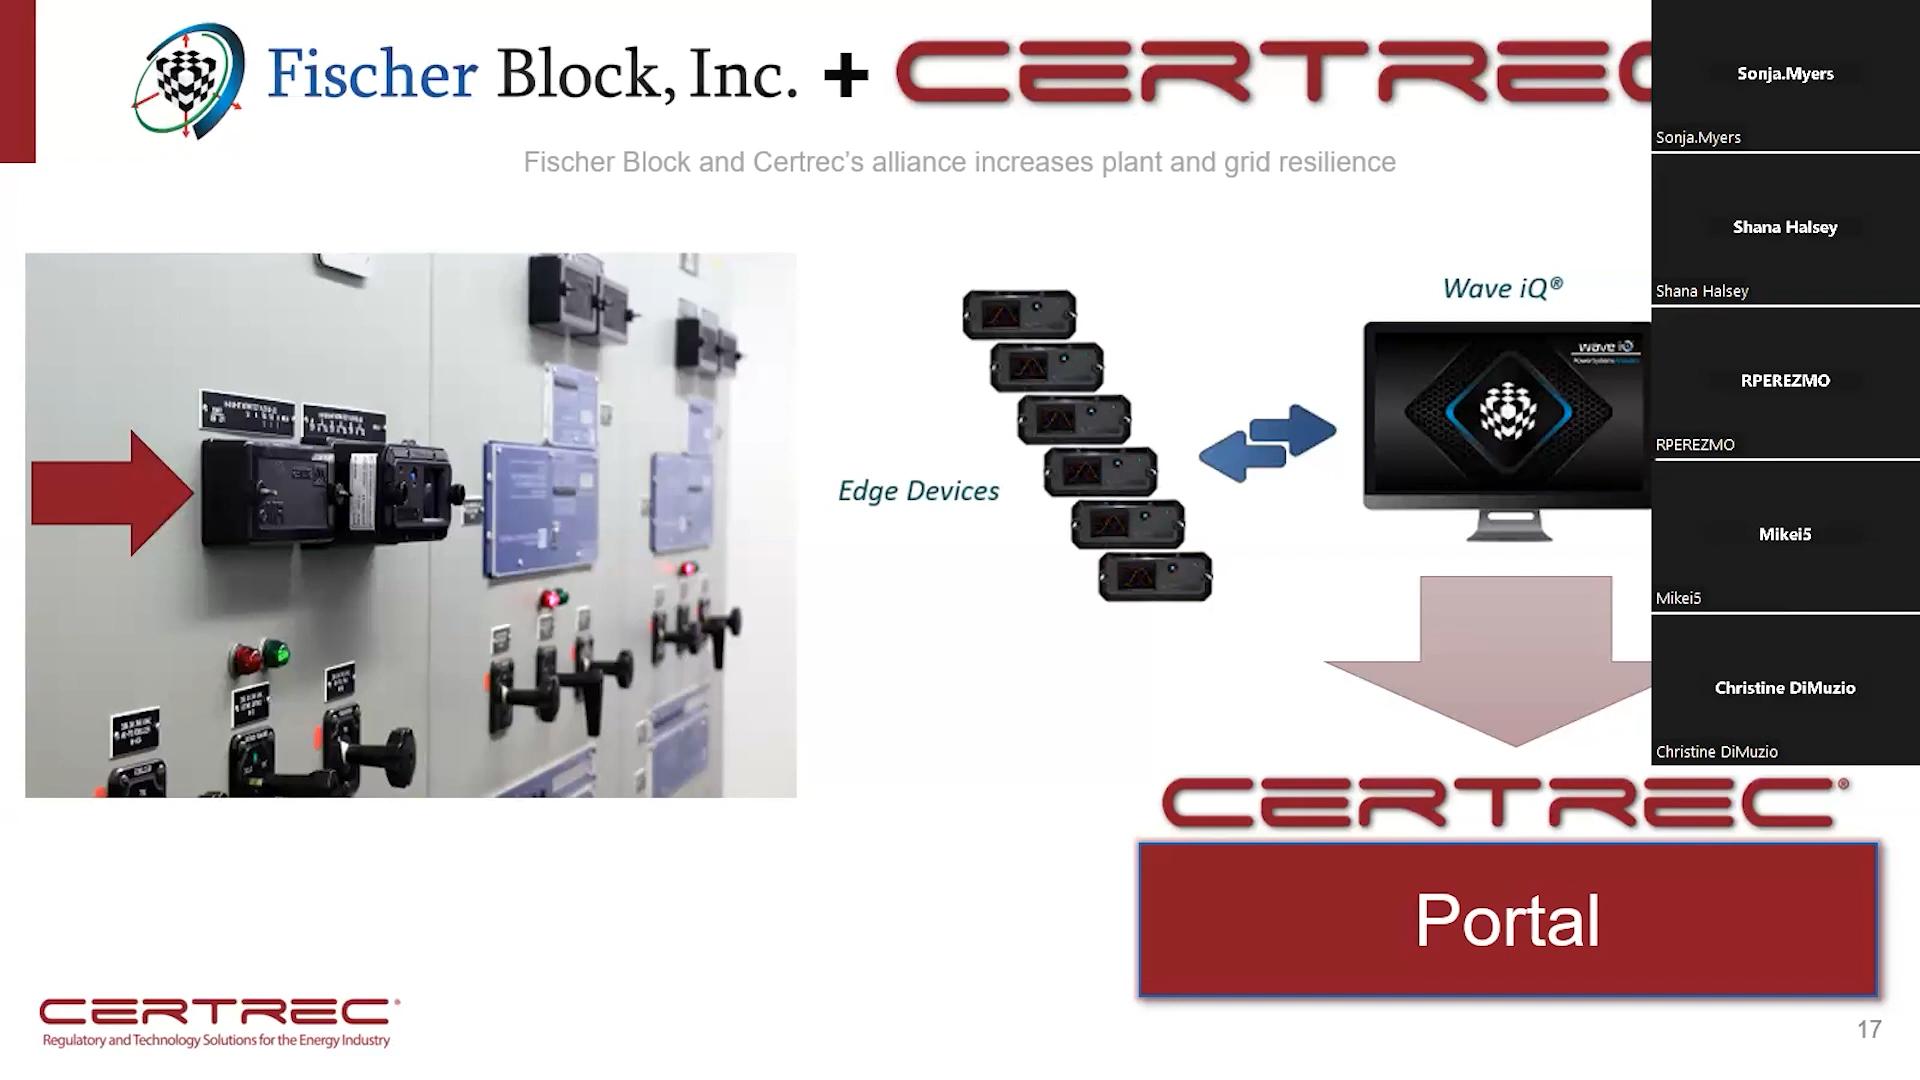 Fischer Block, Inc. + CERTREC
Fischer Block and Certrec’s alliance increases plant and grid resilience
Edge Devices
Wave iQ®
wave iQ
CERTREC®
Portal
CERTREC®
Regulatory and Technology Solutions for the Energy Industry
17
Sonja.Myers
Sonja.Myers
Shana Halsey
Shana Halsey
RPEREZMO
RPEREZMO
Mikei5
Mikei5
Christine DiMuzio
Christine DiMuzio